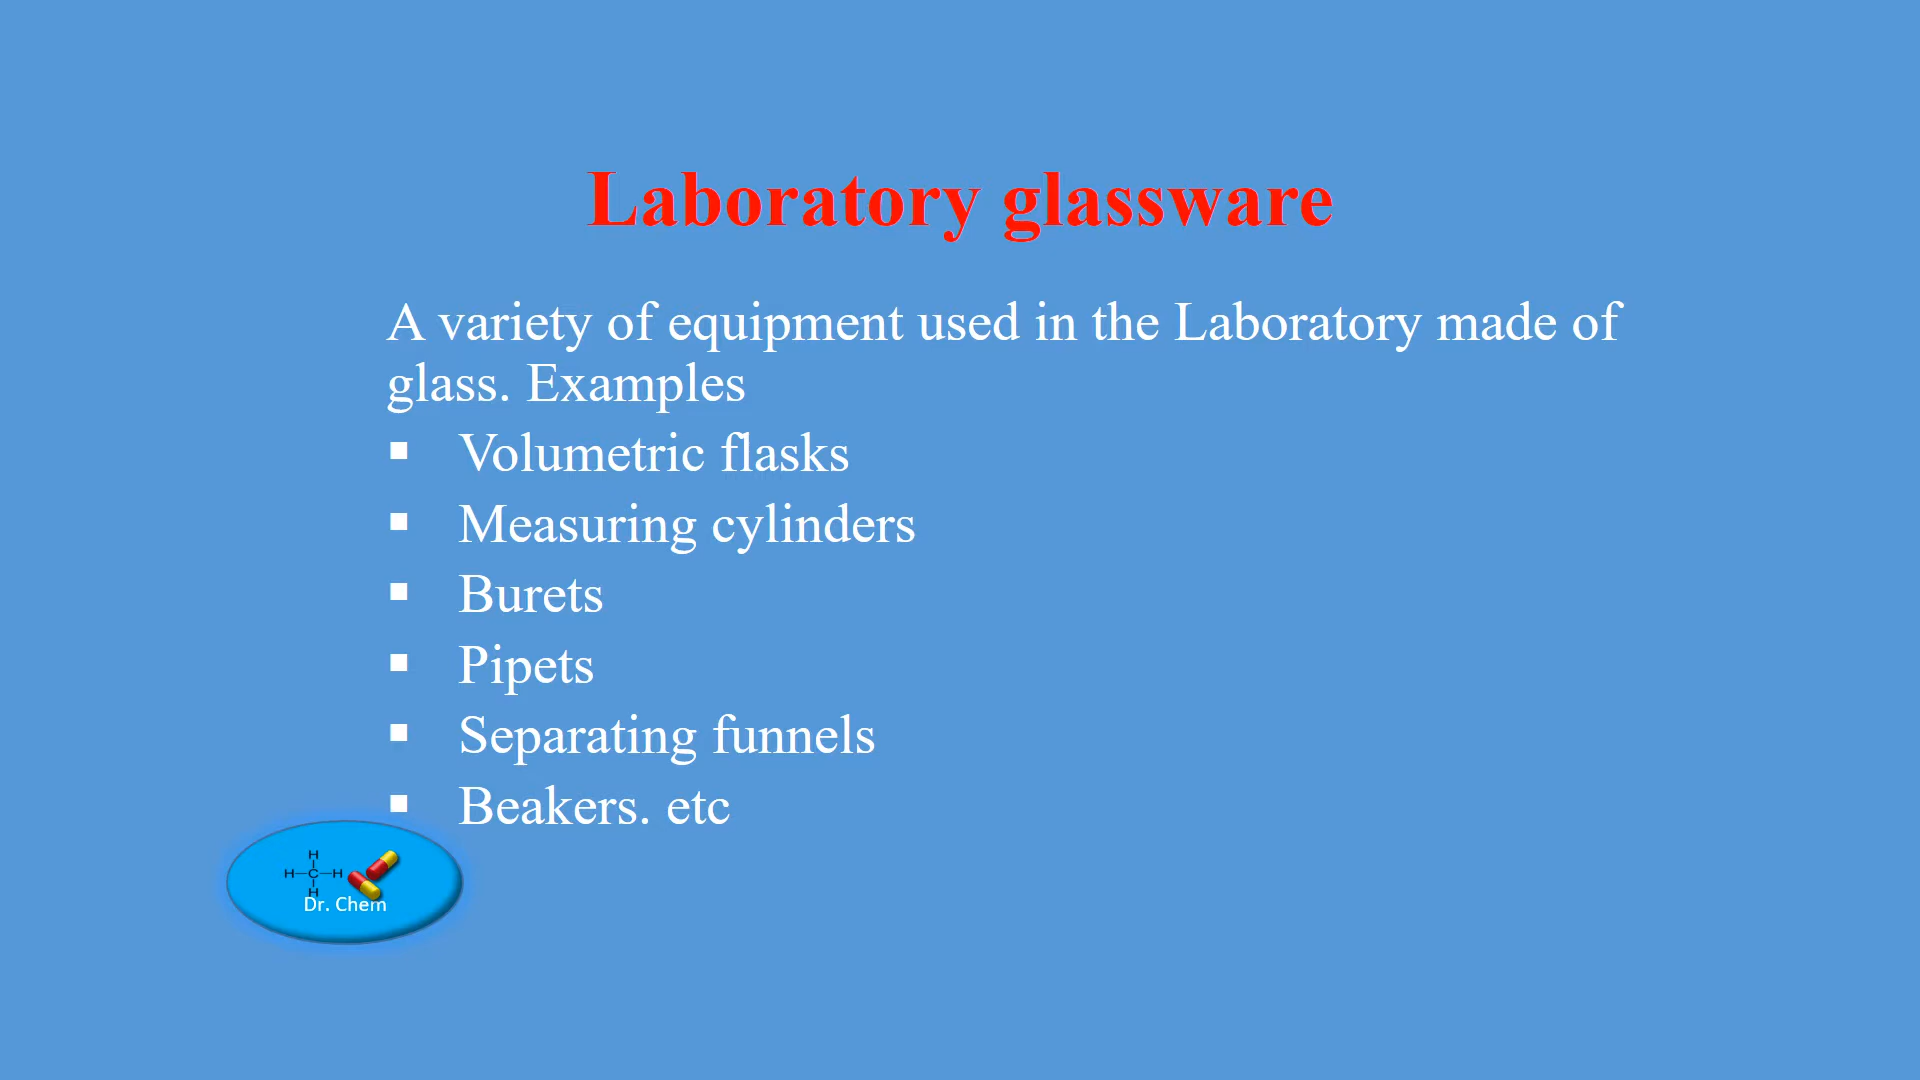 Laboratory glassware
A variety of equipment used in the Laboratory made of
glass. Examples
▪ Volumetric flasks
▪ Measuring cylinders
▪ Burets
▪ Pipets
▪ Separating funnels
▪ Beakers. etc
H
H—C—H
H
Dr. Chem